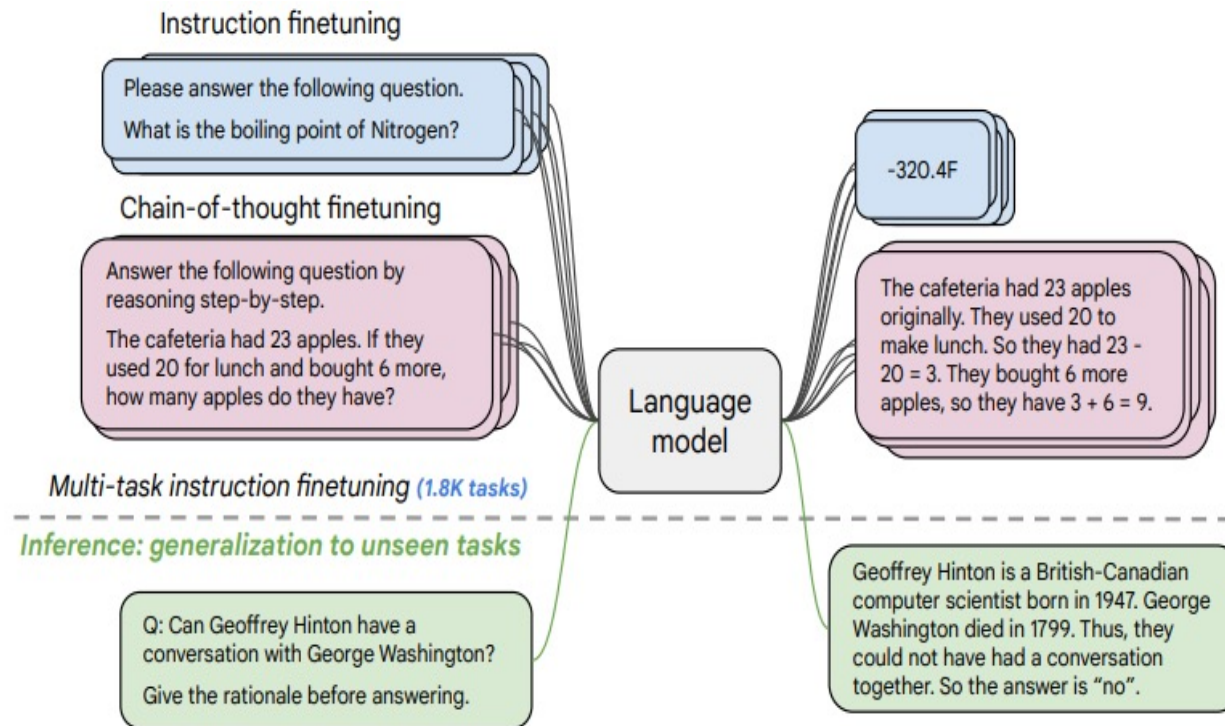 Instruction finetuning
Please answer the following question.
What is the boiling point of Nitrogen?
-320.4F
Chain-of-thought finetuning
Answer the following question by
reasoning step-by-step.
The cafeteria had 23 apples. If they
used 20 for lunch and bought 6 more,
how many apples do they have?
Language
model
The cafeteria had 23 apples
originally. They used 20 to
make lunch. So they had 23 -
20 = 3. They bought 6 more
apples, so they have 3 + 6 = 9.
Multi-task instruction finetuning (1.8K tasks)
Inference: generalization to unseen tasks
Q: Can Geoffrey Hinton have a
conversation with George Washington?
Give the rationale before answering.
Geoffrey Hinton is a British-Canadian
computer scientist born in 1947. George
Washington died in 1799. Thus, they
could not have had a conversation
together. So the answer is “no”.